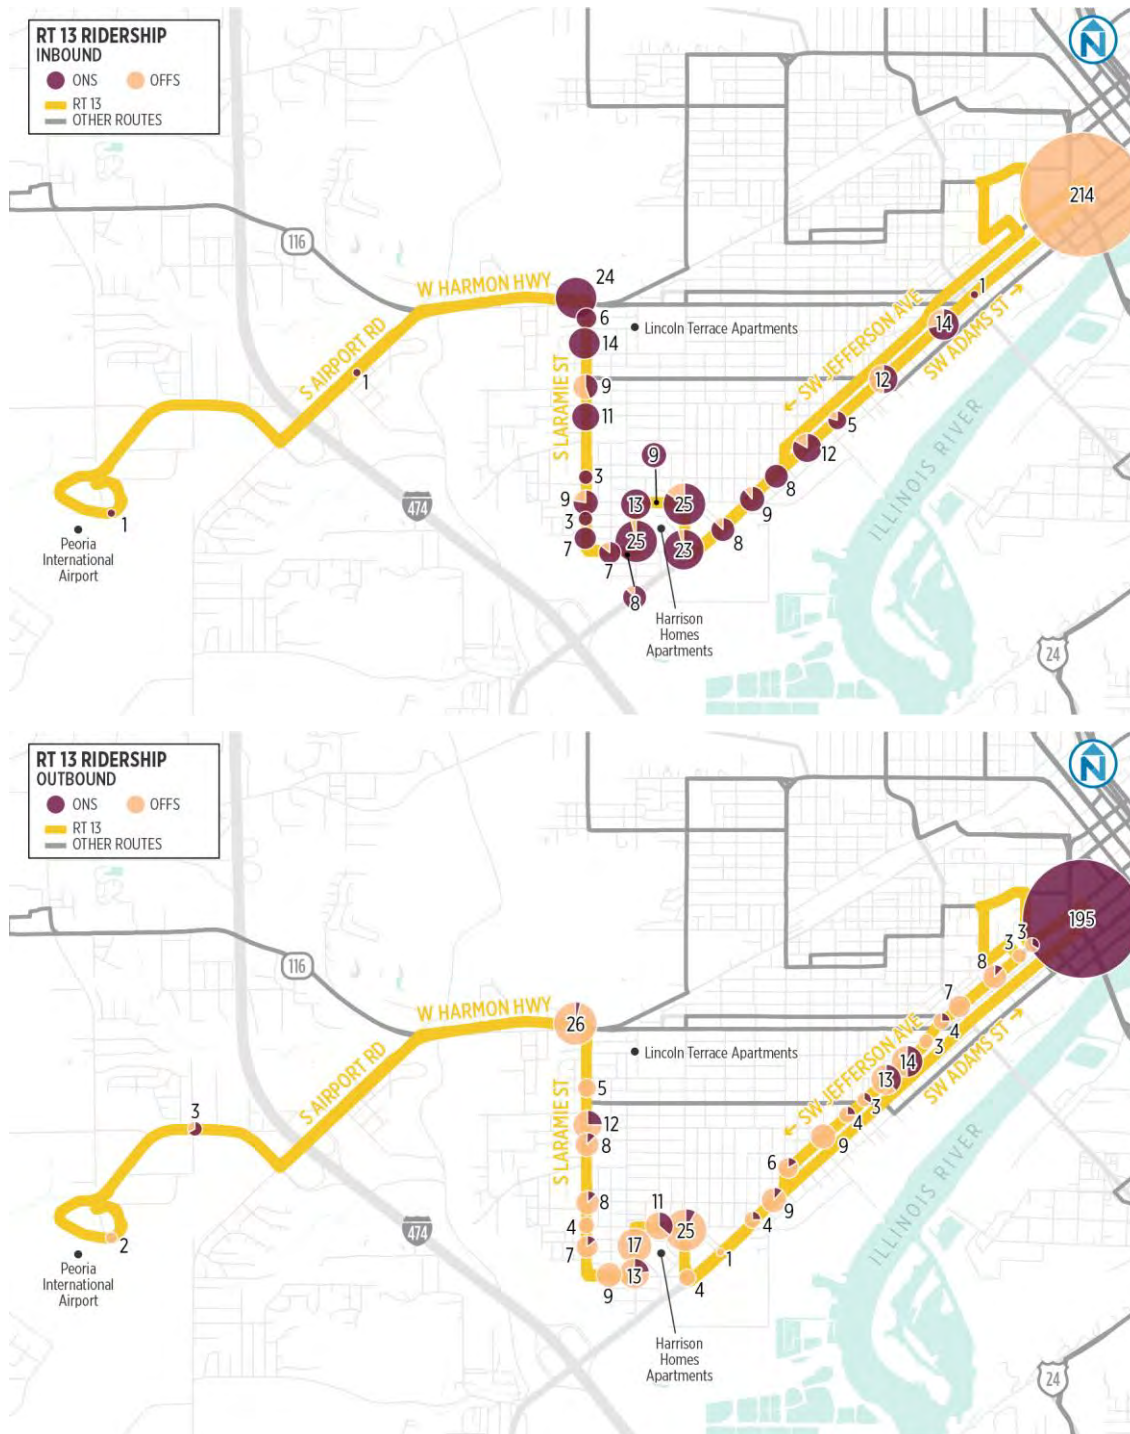 RT 13 RIDERSHIP
INBOUND
ONS OFFS
RT 13
OTHER ROUTES
N
214
116
24
W HARMON HWY
1
6
Lincoln Terrace Apartments
14
14
S AIRPORT RD
← SW JEFFERSON AVE
SW ADAMS ST →
1
9
12
S LARAMIE ST
11
5
12
9
3
8
9
13
25
474
9
3
1
25
23
8
7
7
Peoria
International
Airport
8
Harrison
Homes
Apartments
ILLINOIS RIVER
24
RT 13 RIDERSHIP
OUTBOUND
ONS OFFS
RT 13
OTHER ROUTES
N
195
3
3
116
8
W HARMON HWY
7
26
4
Lincoln Terrace Apartments
3
S AIRPORT RD
← SW JEFFERSON AVE
SW ADAMS ST →
14
13
5
3
S LARAMIE ST
3
12
4
8
9
6
8
9
11
4
4
25
474
2
7
17
1
13
9
4
Peoria
International
Airport
Harrison
Homes
Apartments
ILLINOIS RIVER
24